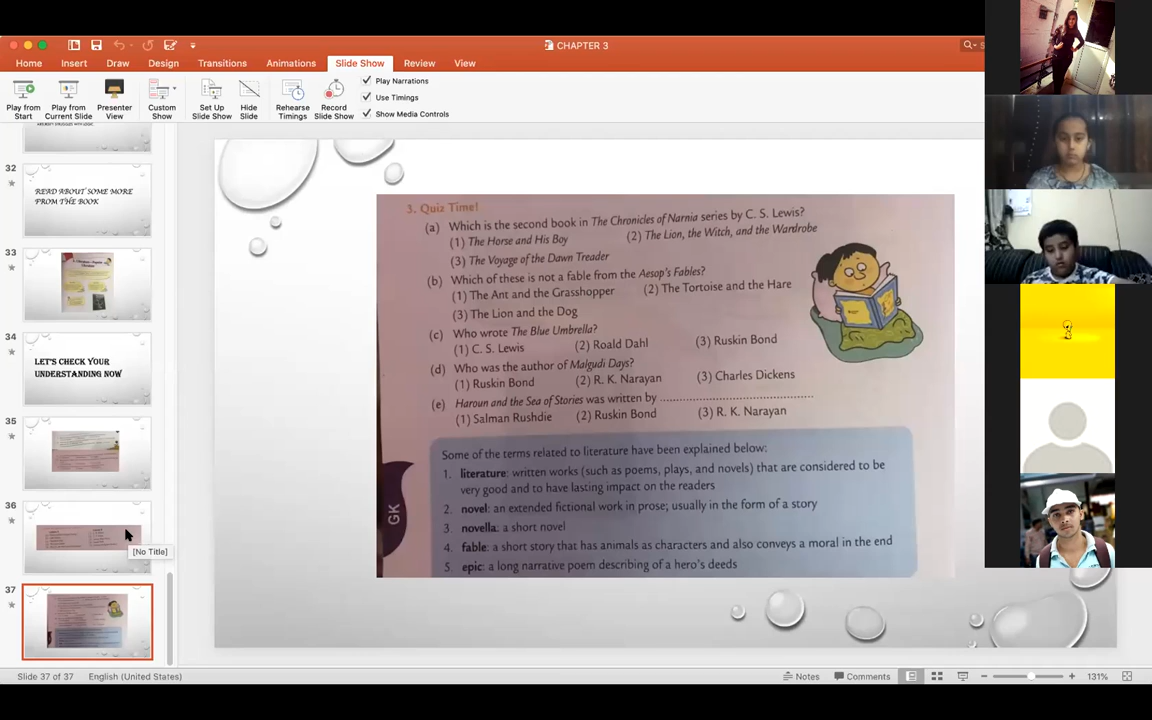 CHAPTER 3
Home Insert Draw Design Transitions Animations Slide Show Review View
Play from Start
Play from Current Slide
Presenter View
Custom Show
Set Up Slide Show
Hide Slide
Rehearse Timings
Record Slide Show
Play Narrations
Use Timings
Show Media Controls
32
READ ABOUT SOME MORE
FROM THE BOOK
33
34
LET'S CHECK YOUR
UNDERSTANDING NOW
35
36
[No Title]
37
3. Quiz Time!
(a) Which is the second book in The Chronicles of Narnia series by C. S. Lewis?
(1) The Horse and His Boy (2) The Lion, the Witch, and the Wardrobe
(3) The Voyage of the Dawn Treader
(b) Which of these is not a fable from the Aesop's Fables?
(1) The Ant and the Grasshopper (2) The Tortoise and the Hare
(3) The Lion and the Dog
(c) Who wrote The Blue Umbrella?
(1) C. S. Lewis (2) Roald Dahl (3) Ruskin Bond
(d) Who was the author of Malgudi Days?
(1) Ruskin Bond (2) R. K. Narayan (3) Charles Dickens
(e) Haroun and the Sea of Stories was written by ........................................
(1) Salman Rushdie (2) Ruskin Bond (3) R. K. Narayan
GK
Some of the terms related to literature have been explained below:
1. literature: written works (such as poems, plays, and novels) that are considered to be
very good and to have lasting impact on the readers
2. novel: an extended fictional work in prose; usually in the form of a story
3. novella: a short novel
4. fable: a short story that has animals as characters and also conveys a moral in the end
5. epic: a long narrative poem describing of a hero's deeds
Slide 37 of 37 English (United States) Notes Comments 131%